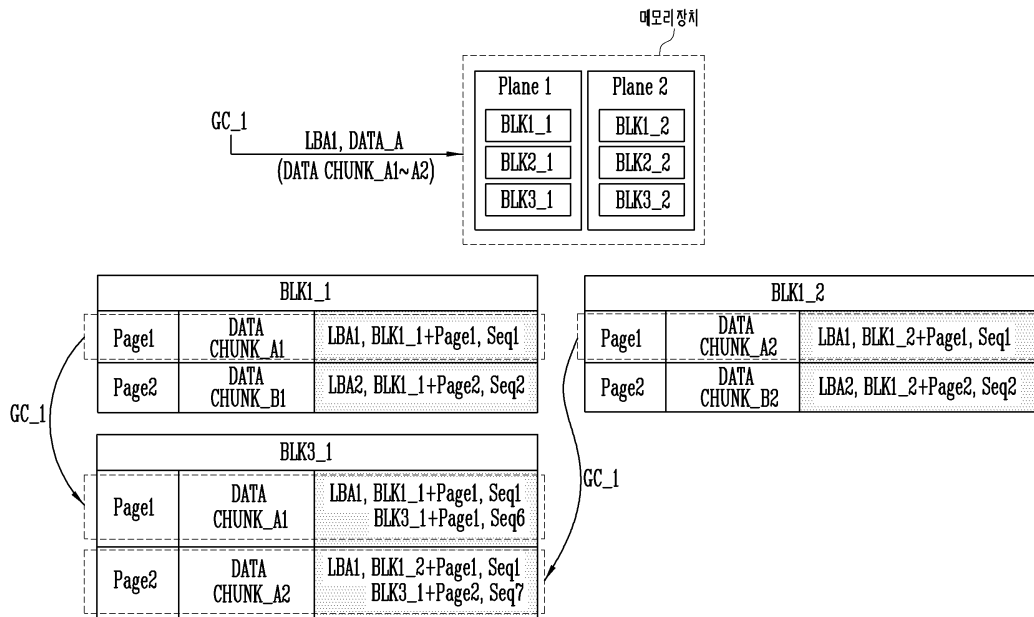 메모리 장치
Plane 1
Plane 2
GC_1
BLK1_1
BLK1_2
LBA1, DATA_A
(DATA CHUNK_A1~A2)
BLK2_1
BLK2_2
BLK3_1
BLK3_2
BLK1_1
Page1
DATA
CHUNK_A1
LBA1, BLK1_1+Page1, Seq1
Page2
DATA
CHUNK_B1
LBA2, BLK1_1+Page2, Seq2
BLK1_2
Page1
DATA
CHUNK_A2
LBA1, BLK1_2+Page1, Seq1
Page2
DATA
CHUNK_B2
LBA2, BLK1_2+Page2, Seq2
GC_1
BLK3_1
Page1
DATA
CHUNK_A1
LBA1, BLK1_1+Page1, Seq1
BLK3_1+Page1, Seq6
GC_1
Page2
DATA
CHUNK_A2
LBA1, BLK1_2+Page1, Seq1
BLK3_1+Page2, Seq7